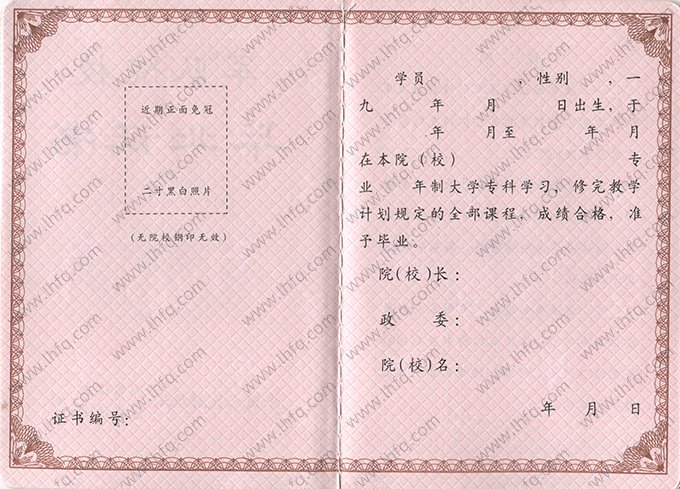 近期正面免冠
二寸黑白照片
(无院校钢印无效)
证书编号：
学员 ，性别 ，一
九 年 月 日出生，于
年 月至 年 月
在本院(校) 专
业 年制大学专科学习，修完教学
计划规定的全部课程，成绩合格，准
予毕业。
院(校)长：
政 委：
院(校)名：
年 月 日
www.lhfq.com